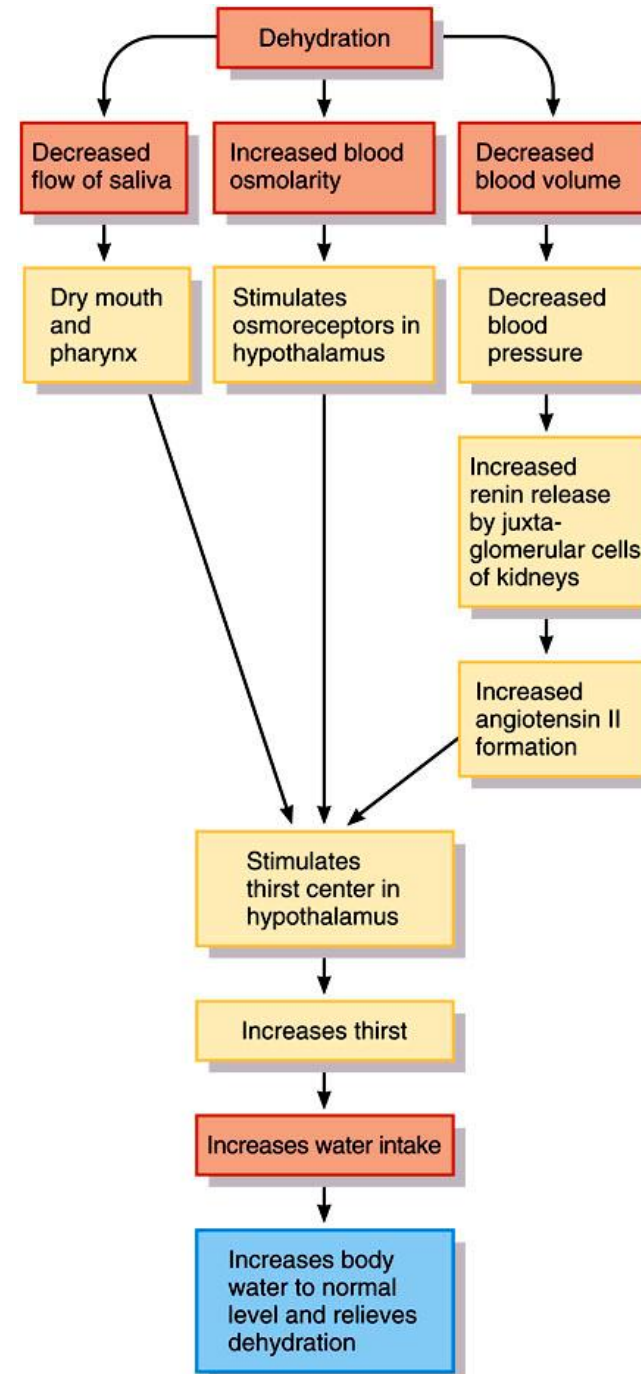 Dehydration
Decreased
flow of saliva
Increased blood
osmolarity
Decreased
blood volume
Dry mouth
and
pharynx
Stimulates
osmoreceptors in
hypothalamus
Decreased
blood
pressure
Increased
renin release
by juxta-
glomerular cells
of kidneys
Increased
angiotensin II
formation
Stimulates
thirst center in
hypothalamus
Increases thirst
Increases water intake
Increases body
water to normal
level and relieves
dehydration